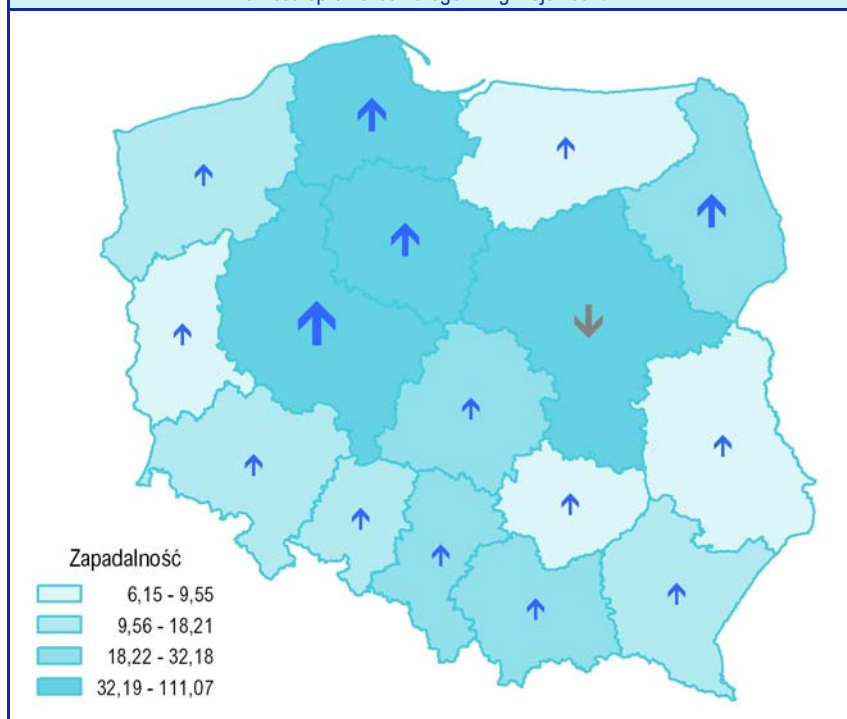 Zapadalność
6,15 - 9,55
9,56 - 18,21
18,22 - 32,18
32,19 - 111,07